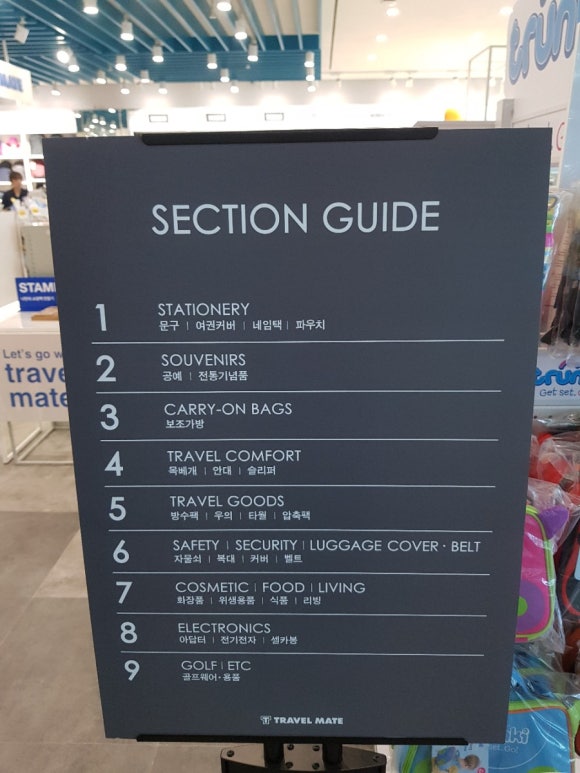 SECTION GUIDE
1 STATIONERY
문구 | 여권커버 | 네임택 | 파우치
2 SOUVENIRS
공예 | 전통기념품
3 CARRY-ON BAGS
보조가방
4 TRAVEL COMFORT
목베개 | 안대 | 슬리퍼
5 TRAVEL GOODS
방수팩 | 우의 | 타월 | 압축팩
6 SAFETY | SECURITY | LUGGAGE COVER · BELT
자물쇠 | 복대 | 커버 | 벨트
7 COSMETIC | FOOD | LIVING
화장품 | 위생용품 | 식품 | 리빙
8 ELECTRONICS
아답터 | 전기전자 | 셀카봉
9 GOLF | ETC
골프웨어 · 용품
TRAVEL MATE
STAM
Let's go w
trave
mate
Get set,